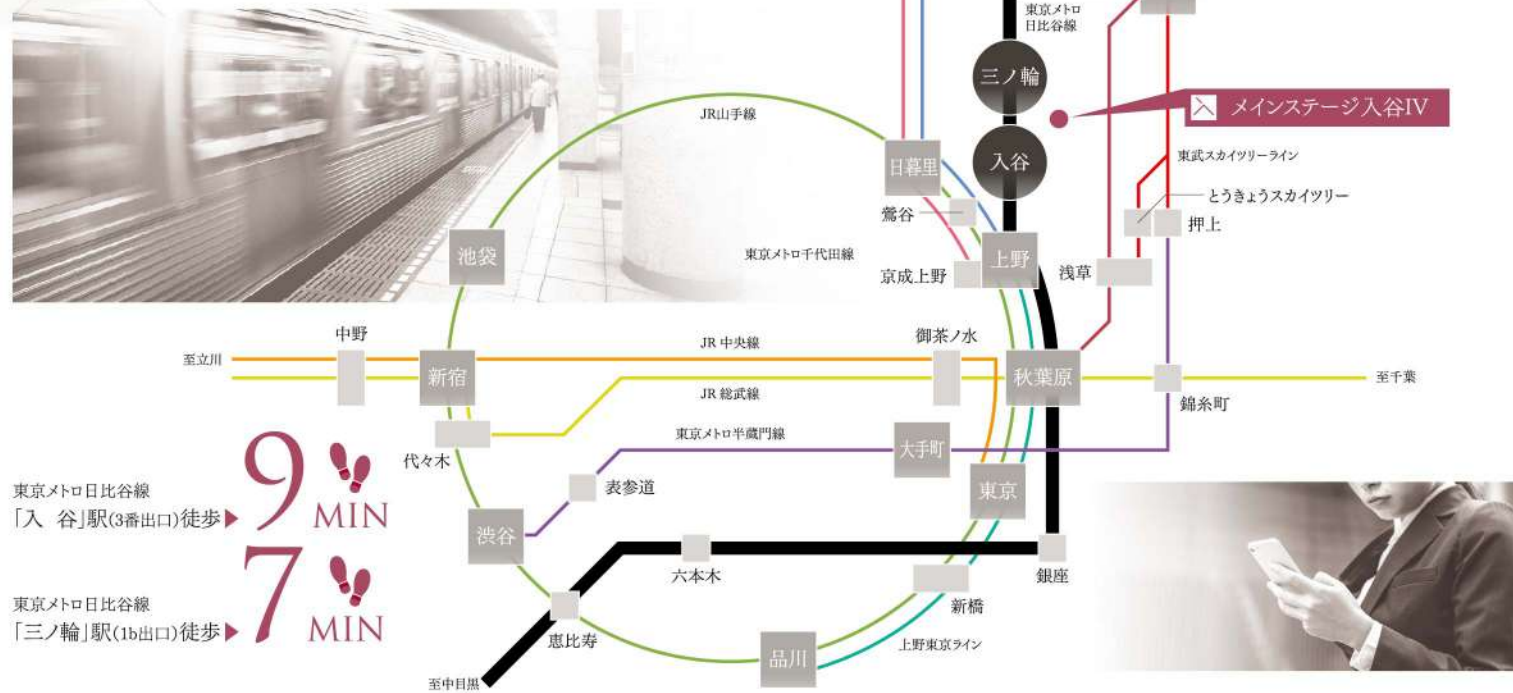 東京メトロ
日比谷線
三ノ輪
メインステージ入谷IV
JR山手線
日暮里
入谷
東武スカイツリーライン
とうきょうスカイツリー
鶯谷
押上
池袋
東京メトロ千代田線
上野
京成上野
浅草
中野
御茶ノ水
至立川
JR 中央線
新宿
秋葉原
至千葉
JR 総武線
錦糸町
東京メトロ半蔵門線
大手町
代々木
表参道
東京
東京メトロ日比谷線
「入 谷」駅(3番出口)徒歩▶
9
MIN
渋谷
六本木
銀座
新橋
東京メトロ日比谷線
「三ノ輪」駅(1b出口)徒歩▶
7
MIN
恵比寿
品川
上野東京ライン
至中目黒